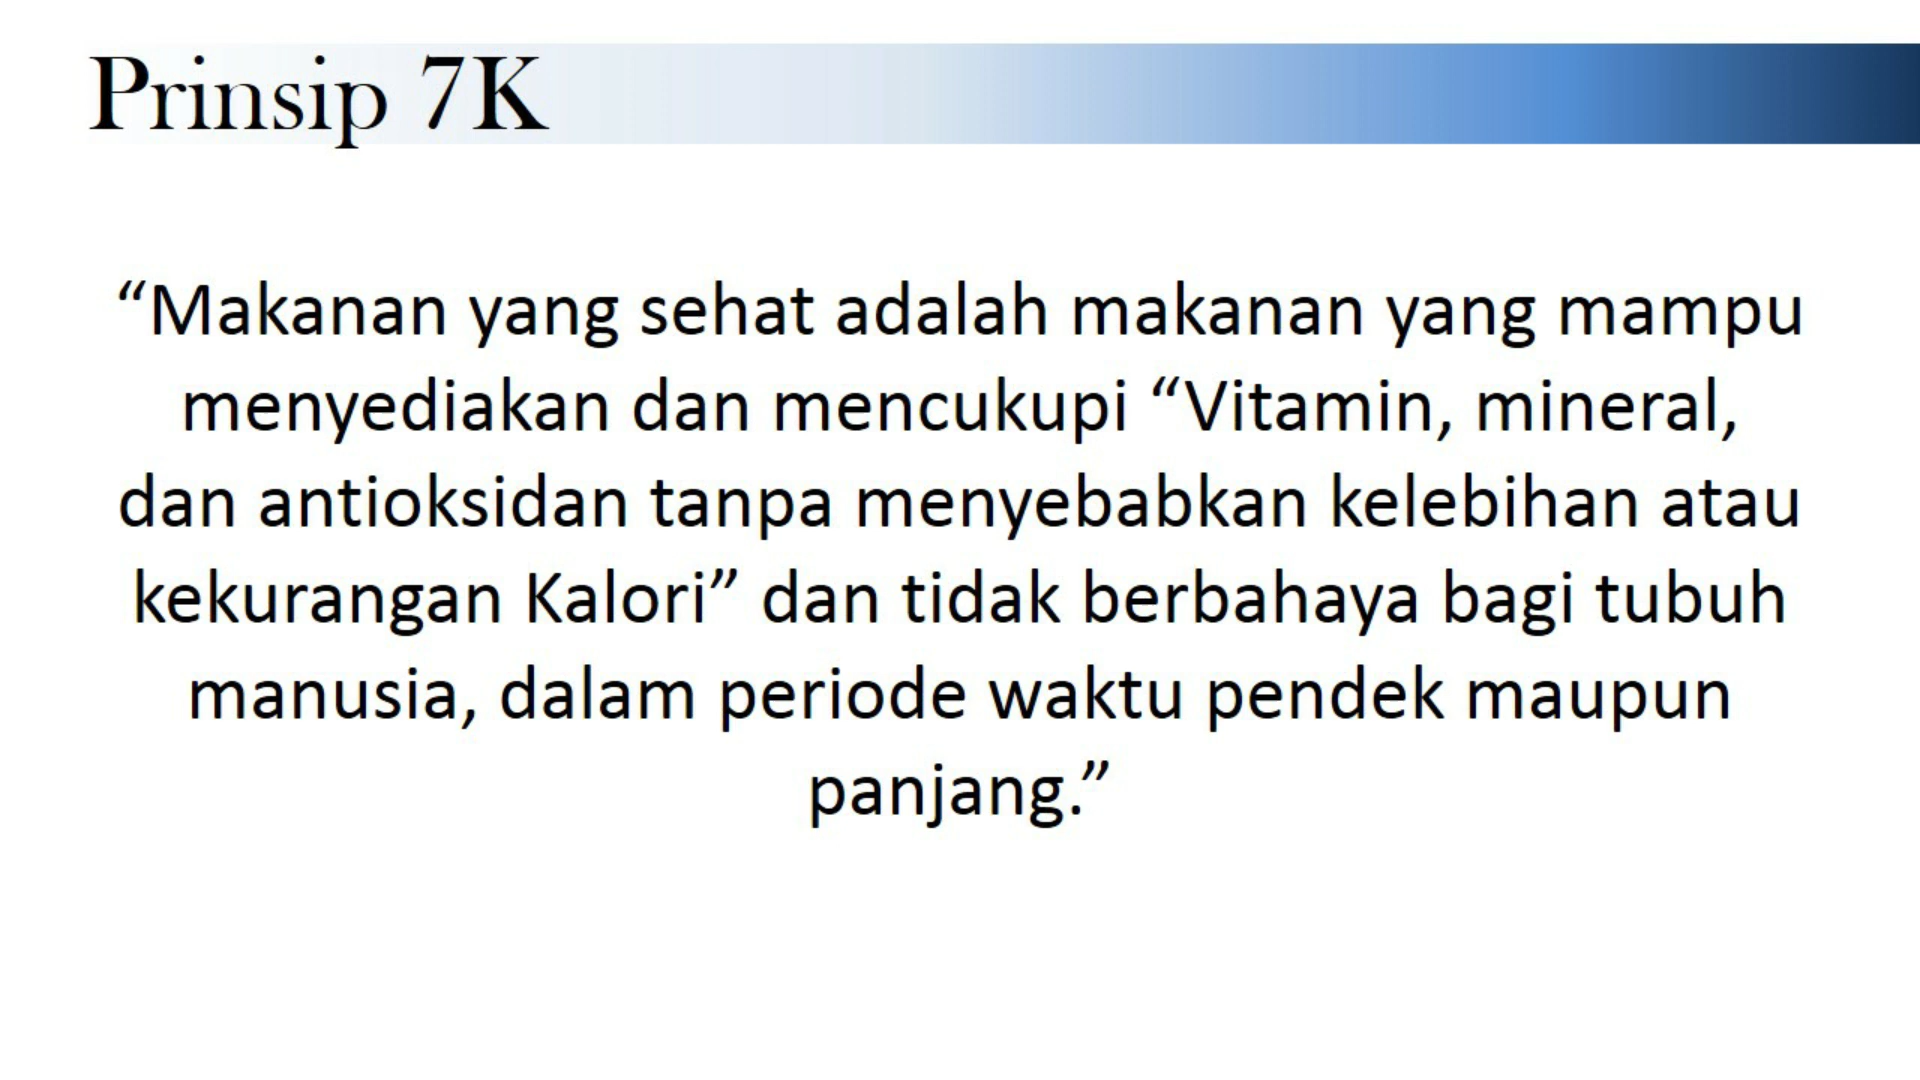 Prinsip 7K
“Makanan yang sehat adalah makanan yang mampu
menyediakan dan mencukupi “Vitamin, mineral,
dan antioksidan tanpa menyebabkan kelebihan atau
kekurangan Kalori” dan tidak berbahaya bagi tubuh
manusia, dalam periode waktu pendek maupun
panjang.”